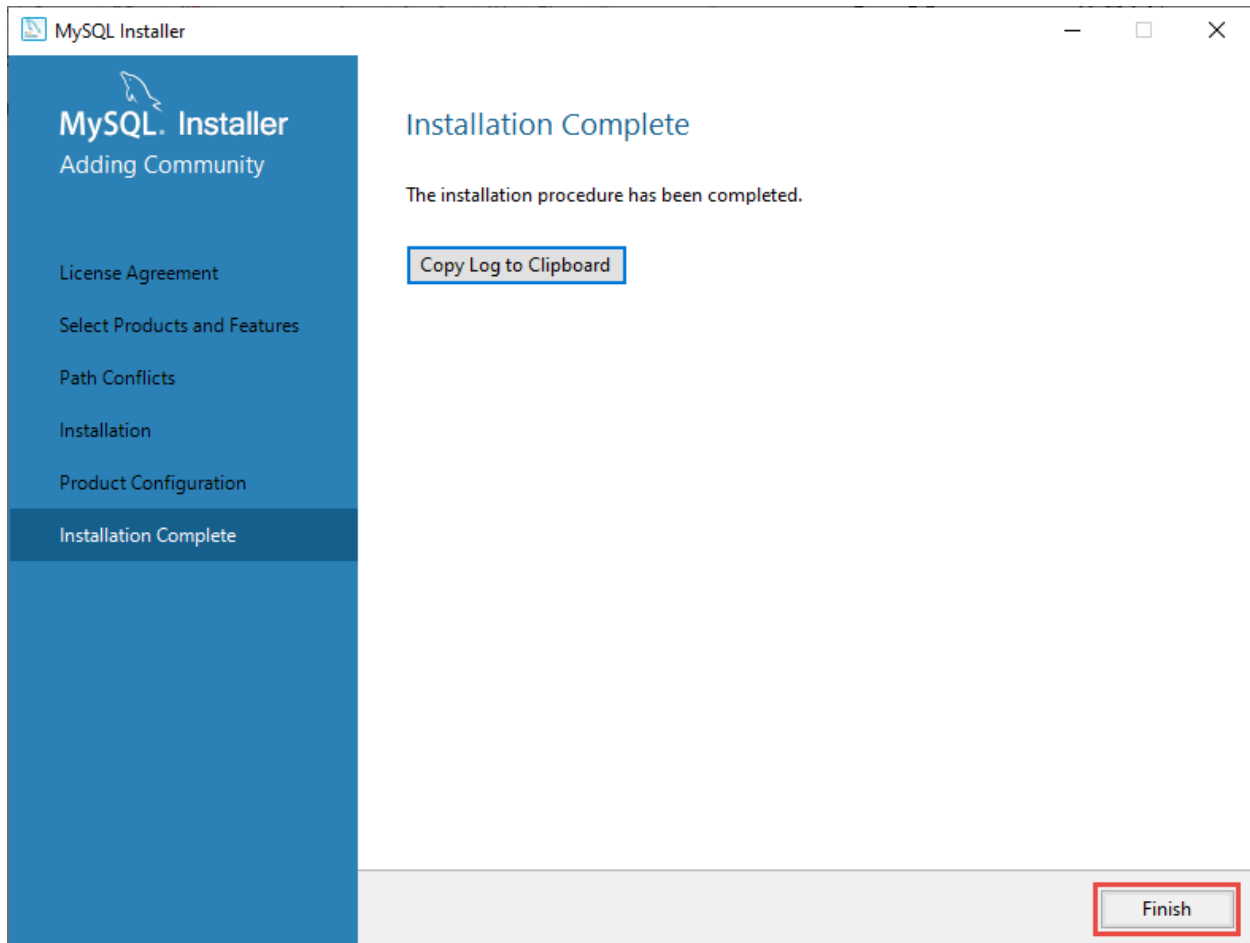 MySQL Installer
MySQL. Installer
Adding Community
License Agreement
Select Products and Features
Path Conflicts
Installation
Product Configuration
Installation Complete
Installation Complete
The installation procedure has been completed.
Copy Log to Clipboard
Finish